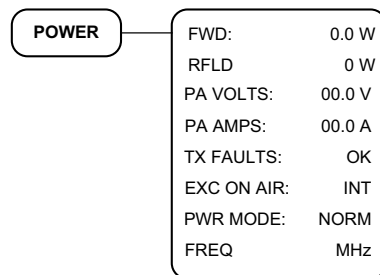 POWER
FWD: 0.0 W
RFLD 0 W
PA VOLTS: 00.0 V
PA AMPS: 00.0 A
TX FAULTS: OK
EXC ON AIR: INT
PWR MODE: NORM
FREQ MHz